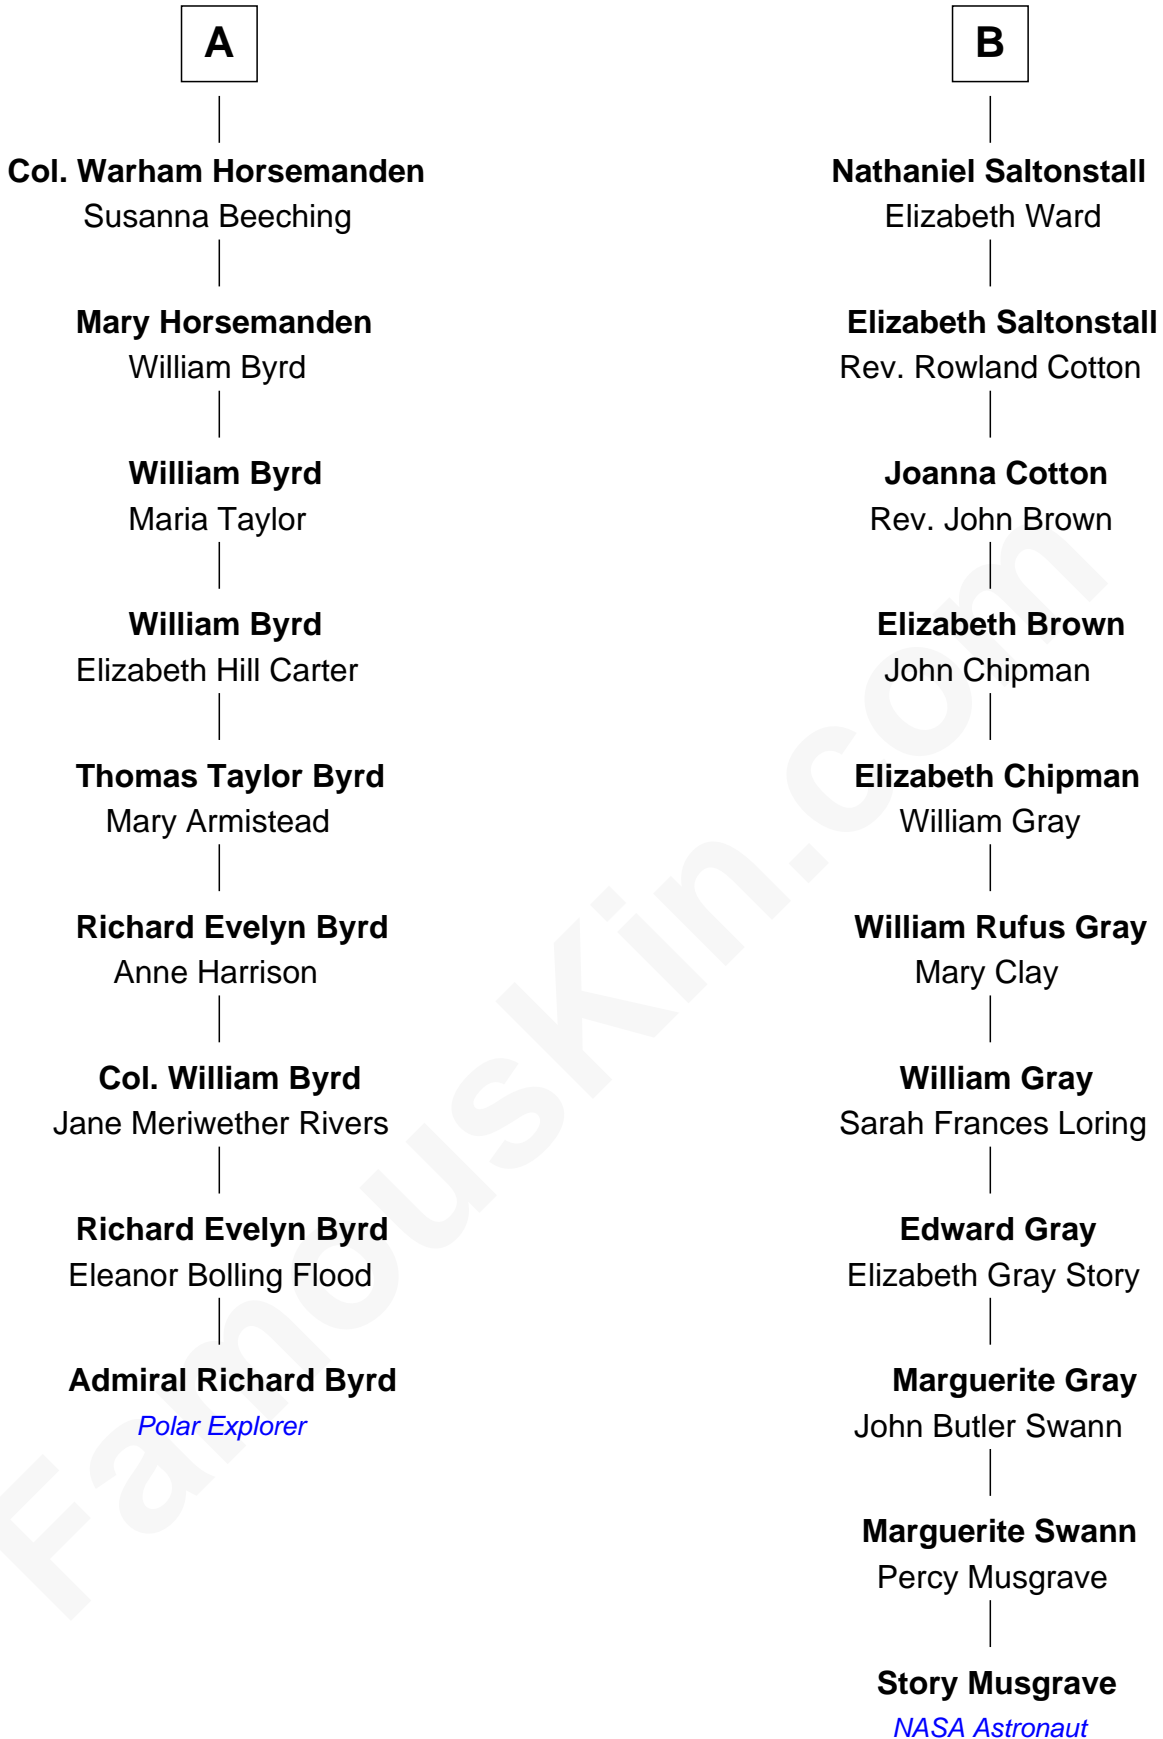 A
Col. Warham Horsemanden
Susanna Beeching
Mary Horsemanden
William Byrd
William Byrd
Maria Taylor
William Byrd
Elizabeth Hill Carter
Thomas Taylor Byrd
Mary Armistead
Richard Evelyn Byrd
Anne Harrison
Col. William Byrd
Jane Meriwether Rivers
Richard Evelyn Byrd
Eleanor Bolling Flood
Admiral Richard Byrd
Polar Explorer
B
Nathaniel Saltonstall
Elizabeth Ward
Elizabeth Saltonstall
Rev. Rowland Cotton
Joanna Cotton
Rev. John Brown
Elizabeth Brown
John Chipman
Elizabeth Chipman
William Gray
William Rufus Gray
Mary Clay
William Gray
Sarah Frances Loring
Edward Gray
Elizabeth Gray Story
Marguerite Gray
John Butler Swann
Marguerite Swann
Percy Musgrave
Story Musgrave
NASA Astronaut
FamousKin.com